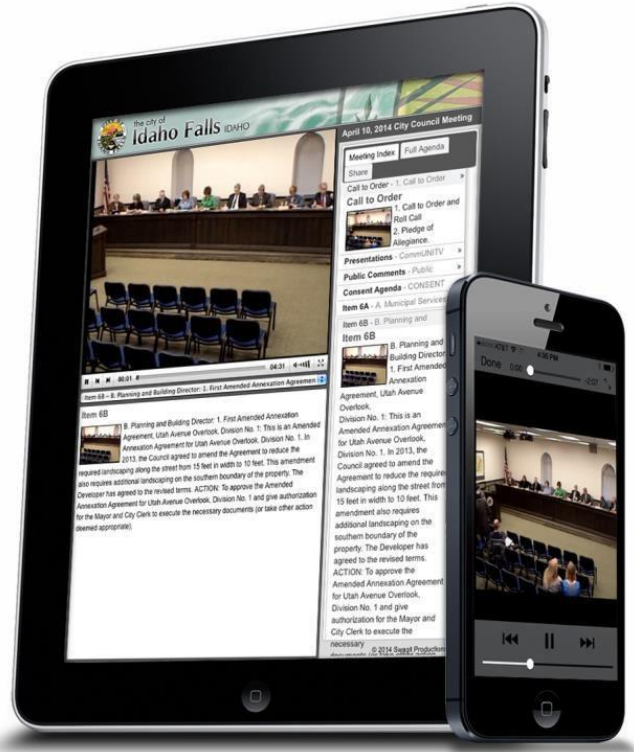 the city of
Idaho Falls IDAHO
April 10, 2014 City Council Meeting
Meeting Index
Full Agenda
Share
Call to Order - 1. Call to Order
Call to Order
1. Call to Order and
Roll Call
2. Pledge of
Allegiance.
Presentations - CommUNITY
Public Comments - Public
Consent Agenda - CONSENT
Item 6A - A. Municipal Services
Item 6B - B. Planning and
Item 6B
B. Planning and
Building Director:
1. First Amended
Annexation
Agreement, Utah Avenue
Overlook,
Division No. 1: This is an
Amended Annexation Agreement
for Utah Avenue Overlook,
Division No. 1. In 2013, the
Council agreed to amend the
Agreement to reduce the required
landscaping along the street from
15 feet in width to 10 feet. This
amendment also requires
additional landscaping on the
southern boundary of the
property. The Developer has
agreed to the revised terms.
ACTION: To approve the
Amended Annexation Agreement
for Utah Avenue Overlook,
Division No. 1 and give
authorization for the Mayor and
City Clerk to execute the
necessary
© 2014 Swagit Productions
00:01
04:31
Item 6B – B. Planning and Building Director: 1. First Amended Annexation Agreemen
Item 6B
B. Planning and Building Director: 1. First Amended Annexation
Agreement, Utah Avenue Overlook, Division No. 1: This is an Amended
Annexation Agreement for Utah Avenue Overlook, Division No. 1. In
2013, the Council agreed to amend the Agreement to reduce the
required landscaping along the street from 15 feet in width to 10 feet. This amendment
also requires additional landscaping on the southern boundary of the property. The
Developer has agreed to the revised terms. ACTION: To approve the Amended
Annexation Agreement for Utah Avenue Overlook, Division No. 1 and give authorization
for the Mayor and City Clerk to execute the necessary documents (or take other action
deemed appropriate).
AT&T
4:35 PM
Done
0:00
-2:07